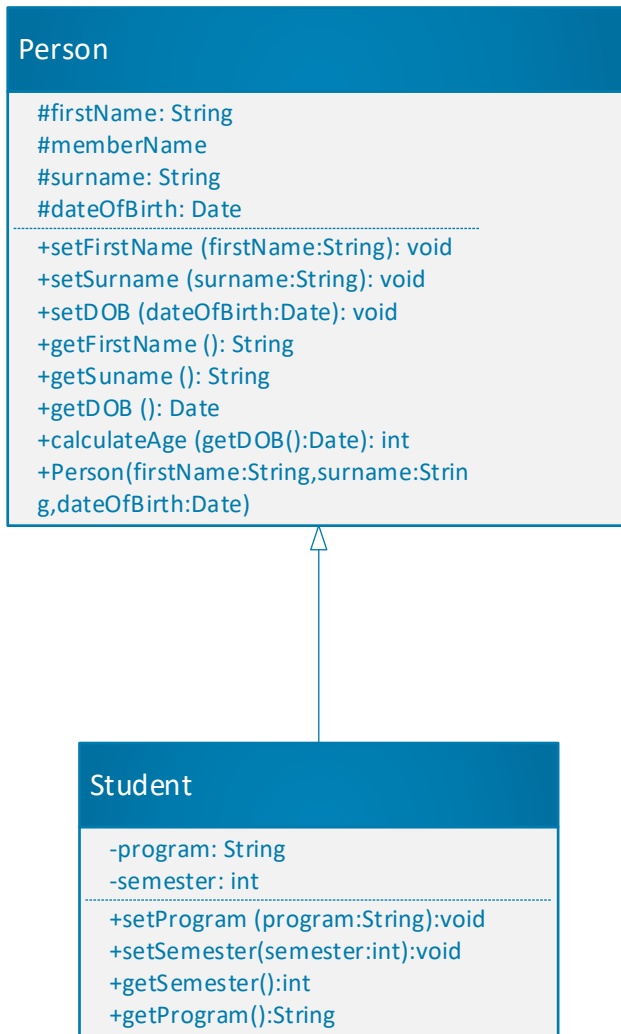 Person
#firstName: String
#memberName
#surname: String
#dateOfBirth: Date
+setFirstName (firstName:String): void
+setSurname (surname:String): void
+setDOB (dateOfBirth:Date): void
+getFirstName (): String
+getSuname (): String
+getDOB (): Date
+calculateAge (getDOB():Date): int
+Person(firstName:String,surname:Strin
g,dateOfBirth:Date)
Student
-program: String
-semester: int
+setProgram (program:String):void
+setSemester(semester:int):void
+getSemester():int
+getProgram():String